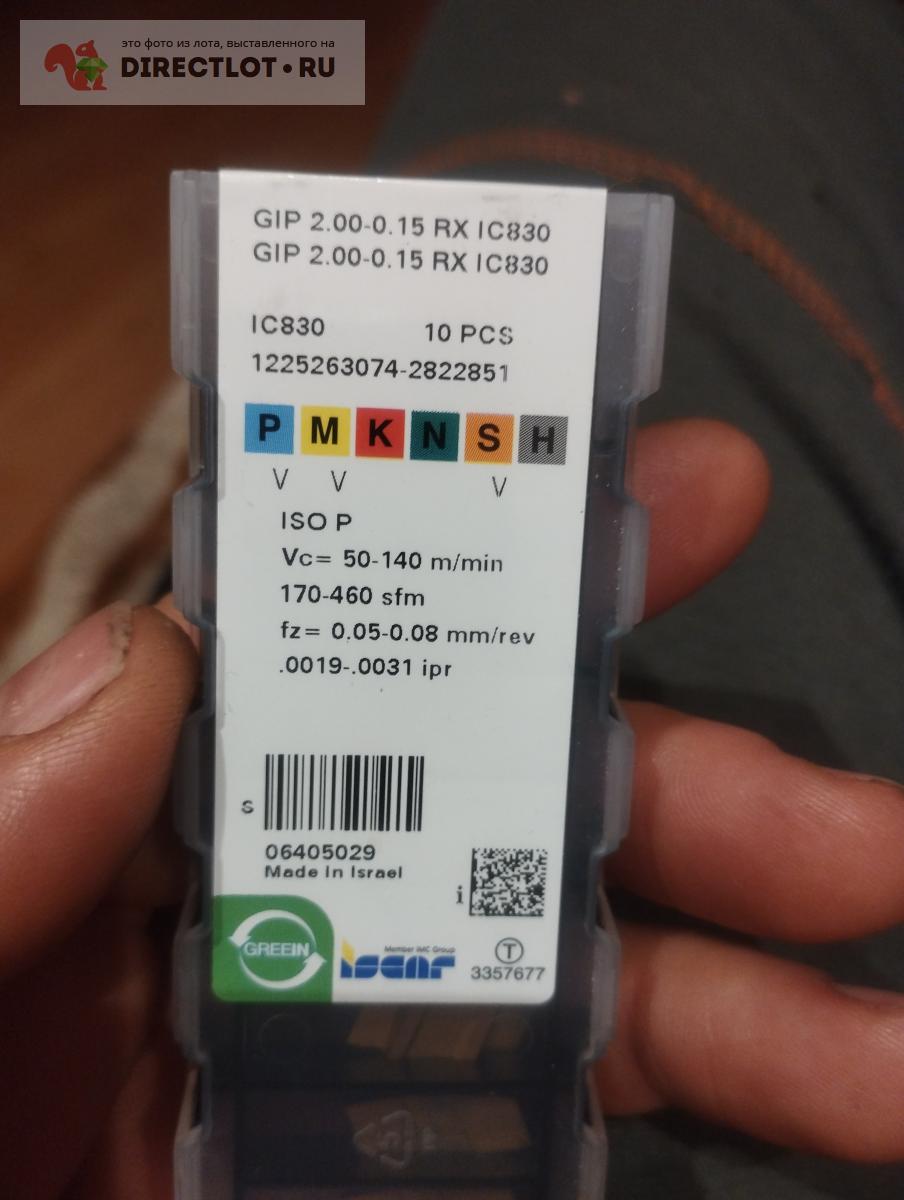 это фото из лота, выставленного на
DIRECTLOT•RU
GIP 2.00-0.15 RX IC830
GIP 2.00-0.15 RX IC830
IC830 10 PCS
1225263074-2822851
P M K N S H
V V V
ISO P
Vc= 50-140 m/min
170-460 sfm
fz= 0.05-0.08 mm/rev
.0019-.0031 ipr
S
06405029
Made In Israel
i
GREEIN
Member IMC Group
iscar
T
3357677